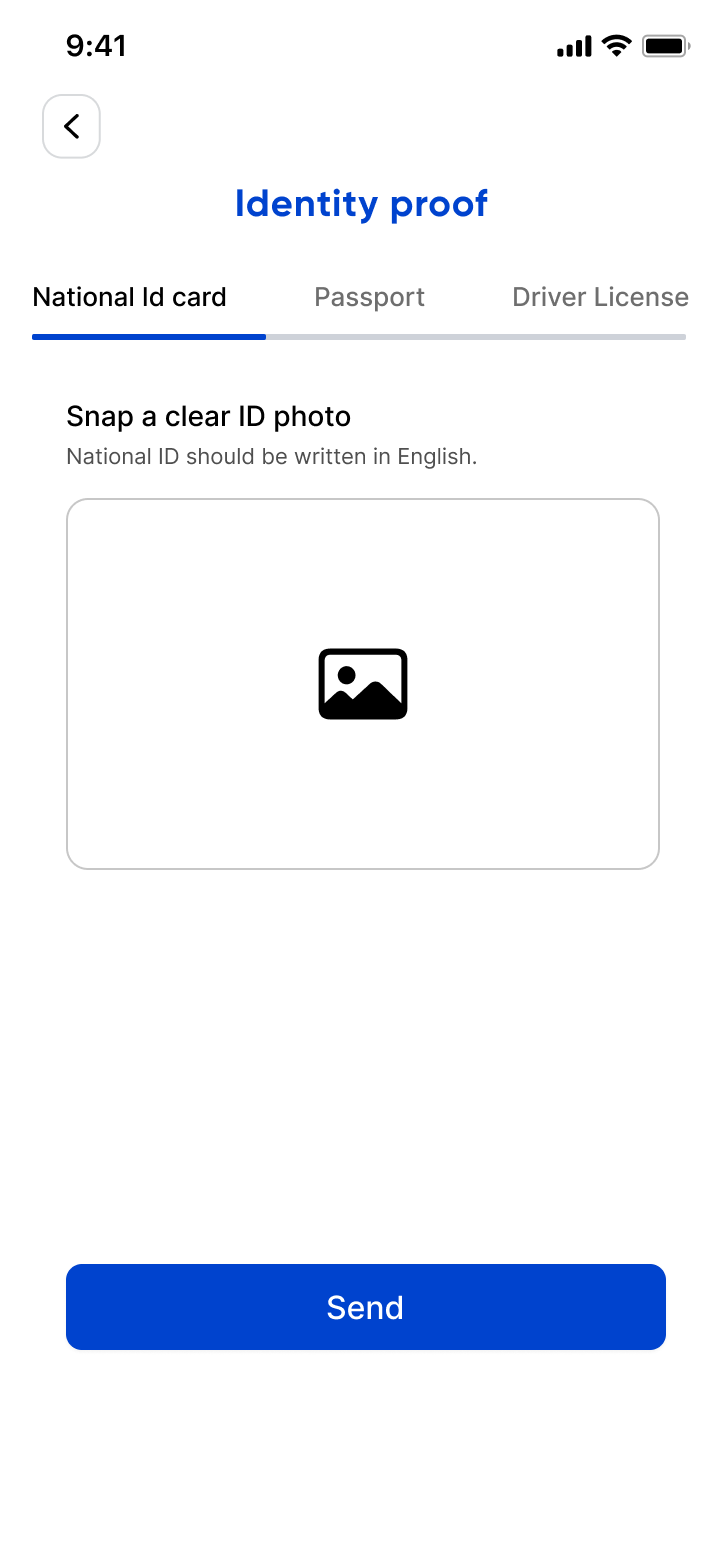 9:41
Identity proof
National Id card Passport Driver License
Snap a clear ID photo
National ID should be written in English.
Send